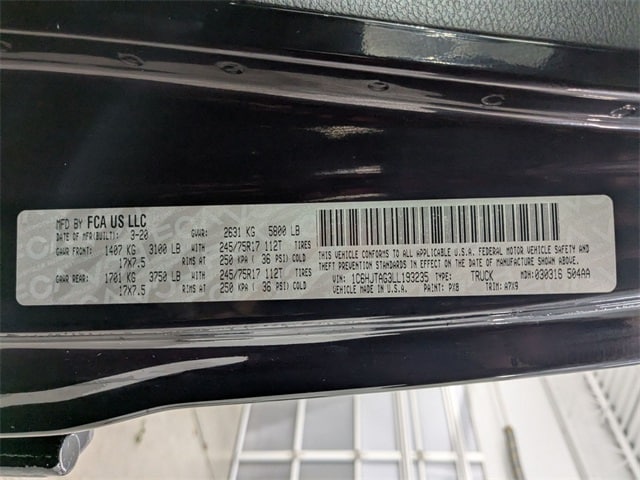 MFD BY FCA US LLC
DATE OF MFR(BUILT): 3-20 GVWR: 2631 KG 5800 LB
GAWR FRONT: 1407 KG 3100 LB WITH 245/75R17 112T TIRES
17X7.5 RIMS AT 250 KPA ( 36 PSI) COLD
GAWR REAR: 1701 KG 3750 LB WITH 245/75R17 112T TIRES
17X7.5 RIMS AT 250 KPA ( 36 PSI) COLD
THIS VEHICLE CONFORMS TO ALL APPLICABLE U.S.A. FEDERAL MOTOR VEHICLE SAFETY, BUMPER, AND
THEFT PREVENTION STANDARDS IN EFFECT ON THE DATE OF MANUFACTURE SHOWN ABOVE.
VIN: 1C6HJTAG3LL193235 TYPE: TRUCK MDH: 030316 504AA
MADE IN U.S.A. PAINT: PX8 TRIM: A7X9